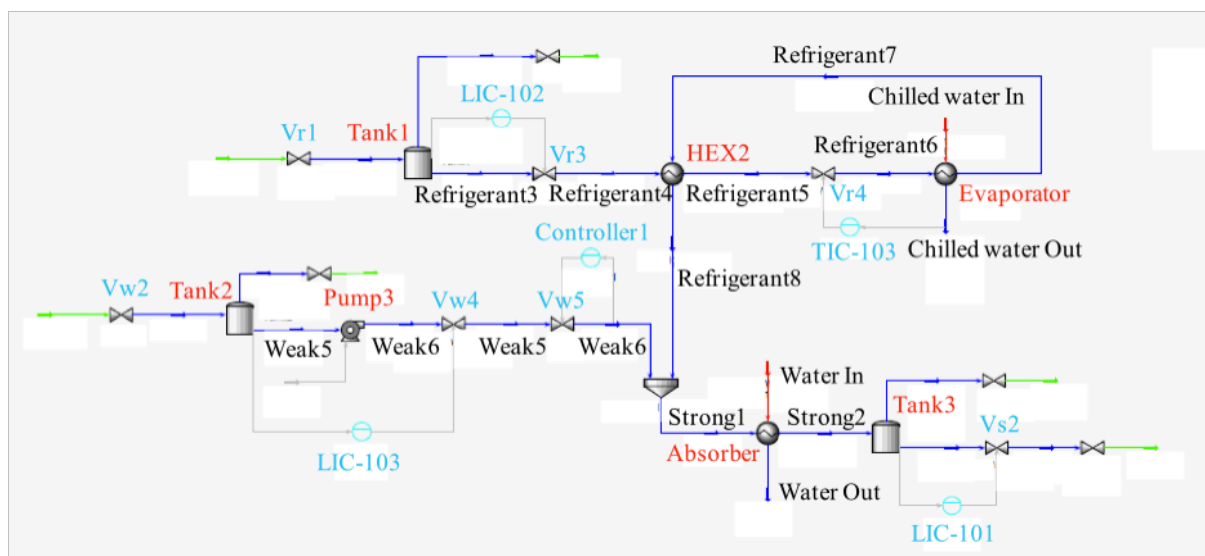 Refrigerant7
LIC-102
Chilled water In
Vr1
Tank1
Vr3
HEX2
Refrigerant6
Refrigerant3
Refrigerant4
Refrigerant5
Vr4
Evaporator
Controller1
TIC-103
Chilled water Out
Vw2
Tank2
Pump3
Vw4
Vw5
Refrigerant8
Weak5
Weak6
Weak5
Weak6
Water In
Tank3
Strong1
Strong2
Vs2
LIC-103
Absorber
Water Out
LIC-101